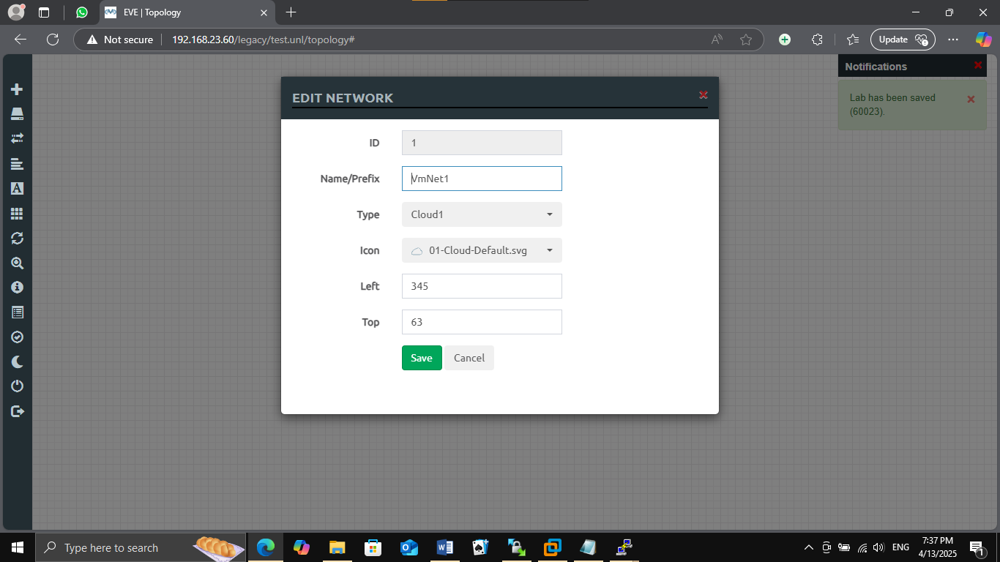 EVE | Topology
Not secure
192.168.23.60/legacy/test.unl/topology#
Update
Notifications
Lab has been saved
(60023).
EDIT NETWORK
ID
1
Name/Prefix
VmNet1
Type
Cloud1
Icon
01-Cloud-Default.svg
Left
345
Top
63
Save
Cancel
A
Type here to search
ENG
7:37 PM
4/13/2025
1